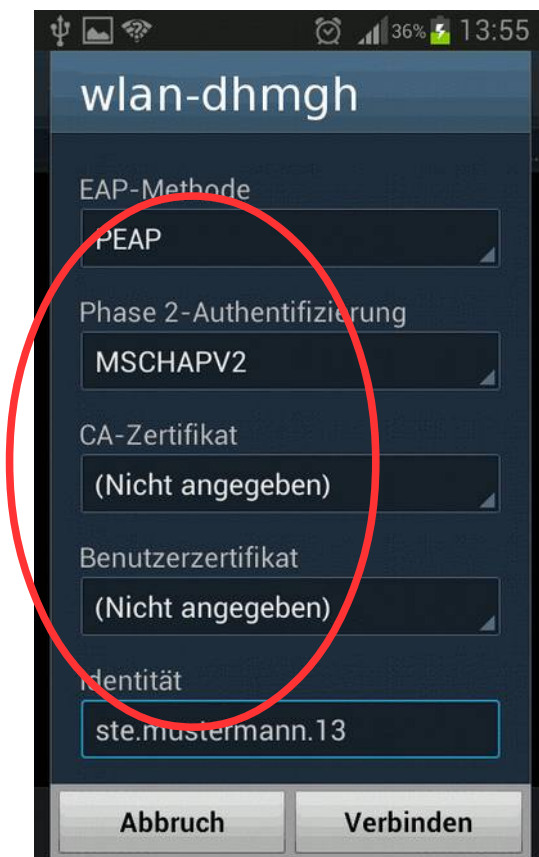 36% 13:55
wlan-dhmgh
EAP-Methode
PEAP
Phase 2-Authentifizierung
MSCHAPV2
CA-Zertifikat
(Nicht angegeben)
Benutzerzertifikat
(Nicht angegeben)
Identität
ste.mustermann.13
Abbruch Verbinden